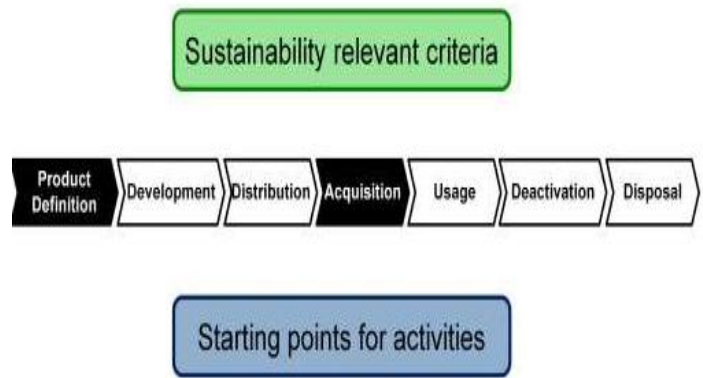 Sustainability relevant criteria
Product
Definition
Development
Distribution
Acquisition
Usage
Deactivation
Disposal
Starting points for activities